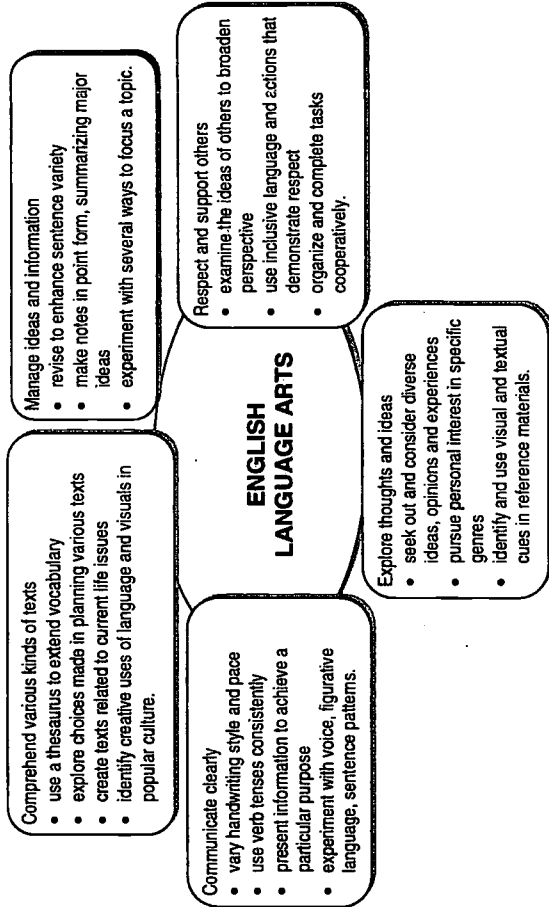 Comprehend various kinds of texts
• use a thesaurus to extend vocabulary
• explore choices made in planning various texts
• create texts related to current life issues
• identify creative uses of language and visuals in
popular culture.
Manage ideas and information
• revise to enhance sentence variety
• make notes in point form, summarizing major
ideas
• experiment with several ways to focus a topic.
ENGLISH
LANGUAGE ARTS
Communicate clearly
• vary handwriting style and pace
• use verb tenses consistently
• present information to achieve a
particular purpose
• experiment with voice, figurative
language, sentence patterns.
Respect and support others
• examine the ideas of others to broaden
perspective
• use inclusive language and actions that
demonstrate respect
• organize and complete tasks
cooperatively.
Explore thoughts and ideas
• seek out and consider diverse
ideas, opinions and experiences
• pursue personal interest in specific
genres
• identify and use visual and textual
cues in reference materials.